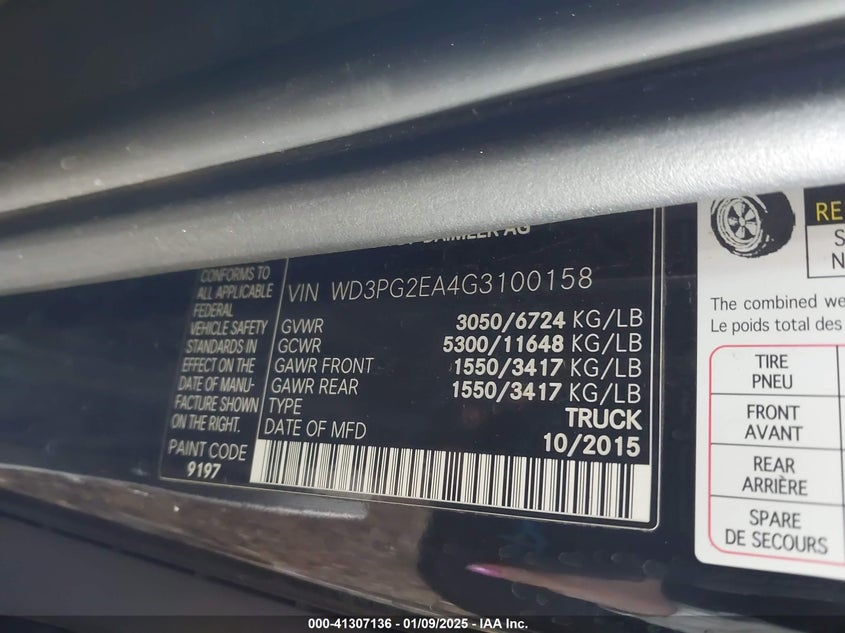 DAIMLER AG
CONFORMS TO
ALL APPLICABLE
FEDERAL
VEHICLE SAFETY
STANDARDS IN
EFFECT ON THE
DATE OF MANU-
FACTURE SHOWN
ON THE RIGHT.
PAINT CODE
9197
VIN WD3PG2EA4G3100158
GVWR 3050/6724 KG/LB
GCWR 5300/11648 KG/LB
GAWR FRONT 1550/3417 KG/LB
GAWR REAR 1550/3417 KG/LB
TYPE TRUCK
DATE OF MFD 10/2015
The combined
Le poids total des
TIRE
PNEU
FRONT
AVANT
REAR
ARRIÈRE
SPARE
DE SECOURS
000-41307136 - 01/09/2025 - IAA Inc.